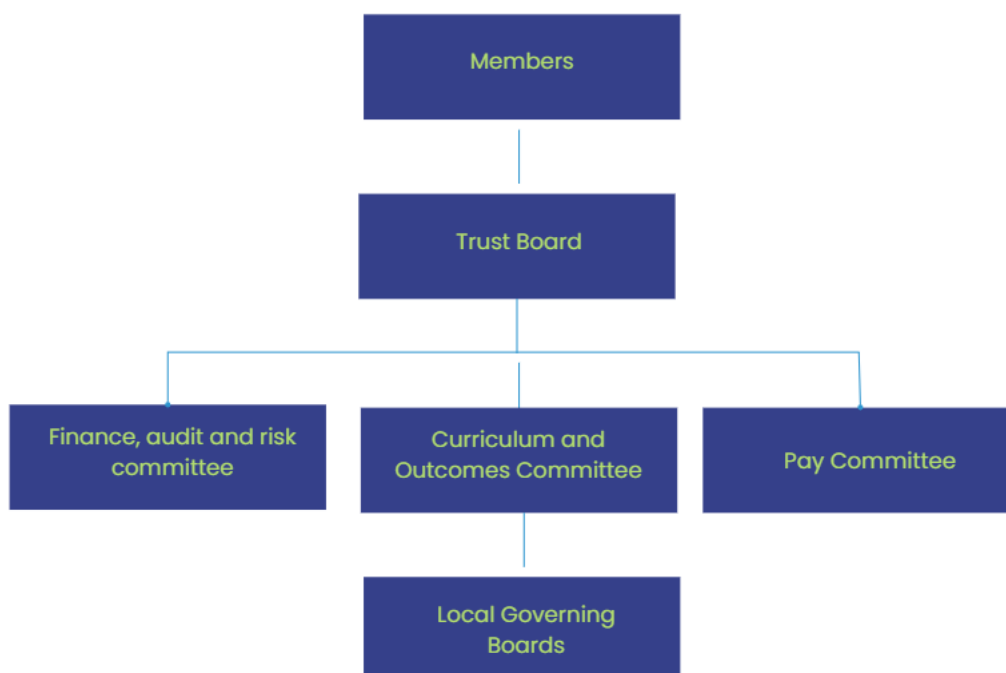 Members
Trust Board
Finance, audit and risk
committee
Curriculum and
Outcomes Committee
Pay Committee
Local Governing
Boards